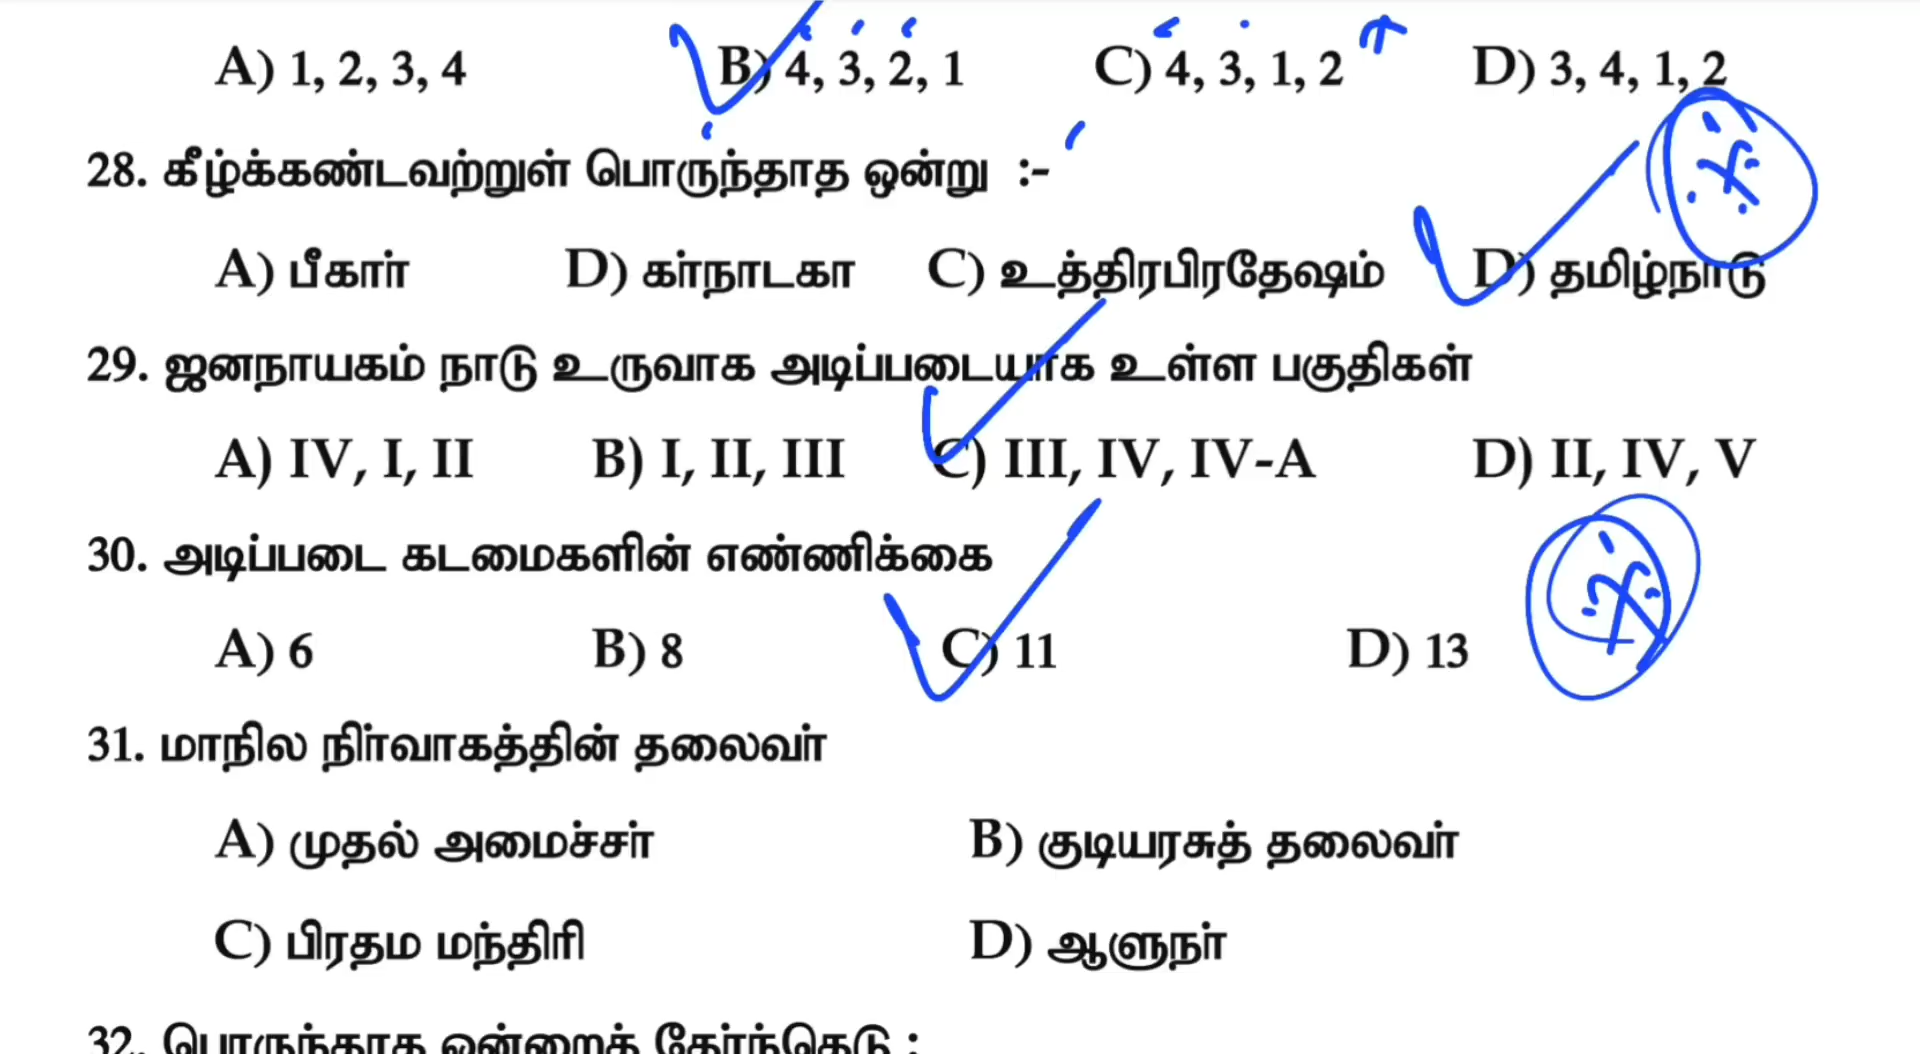 A) 1, 2, 3, 4 B) 4, 3, 2, 1 C) 4, 3, 1, 2 D) 3, 4, 1, 2
28. கீழ்க்கண்டவற்றுள் பொருந்தாத ஒன்று :-
A) பீகார் D) கர்நாடகா C) உத்திரபிரதேஷம் D) தமிழ்நாடு
29. ஜனநாயகம் நாடு உருவாக அடிப்படையாக உள்ள பகுதிகள்
A) IV, I, II B) I, II, III C) III, IV, IV-A D) II, IV, V
30. அடிப்படை கடமைகளின் எண்ணிக்கை
A) 6 B) 8 C) 11 D) 13
31. மாநில நிர்வாகத்தின் தலைவர்
A) முதல் அமைச்சர் B) குடியரசுத் தலைவர்
C) பிரதம மந்திரி D) ஆளுநர்
32. பொருந்தாத ஒன்றைத் தேர்ந்தெடு :